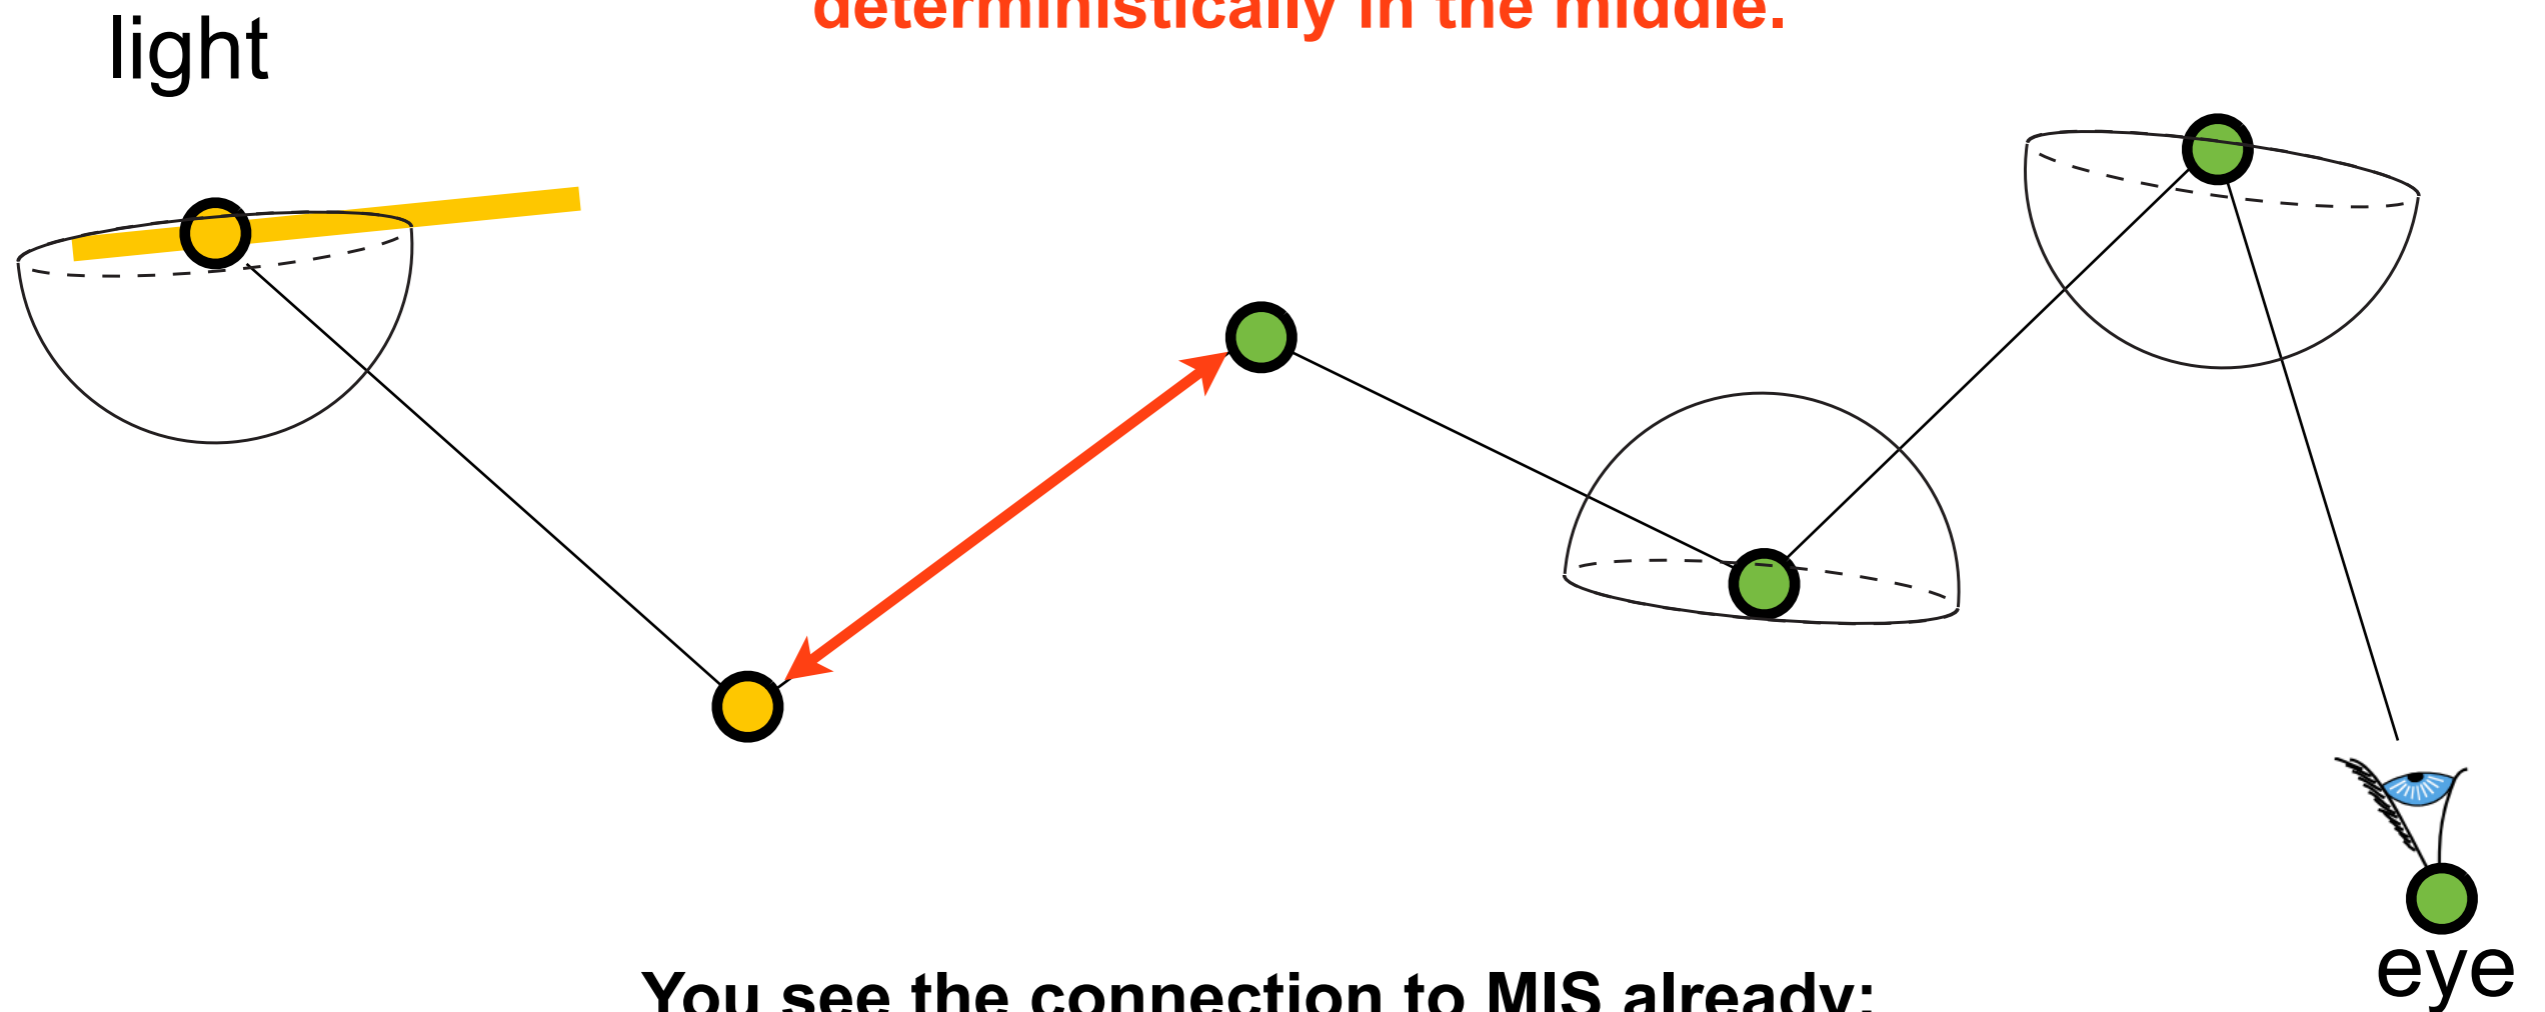 deterministically in the middle.
light
You see the connection to MIS already:
eye